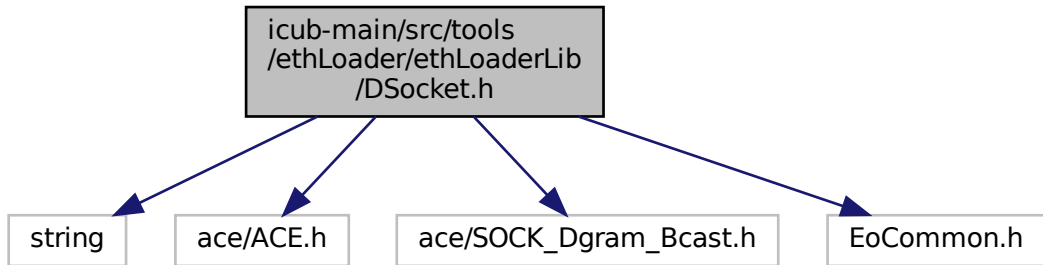 icub-main/src/tools
/ethLoader/ethLoaderLib
/DSocket.h
string
ace/ACE.h
ace/SOCK_Dgram_Bcast.h
EoCommon.h